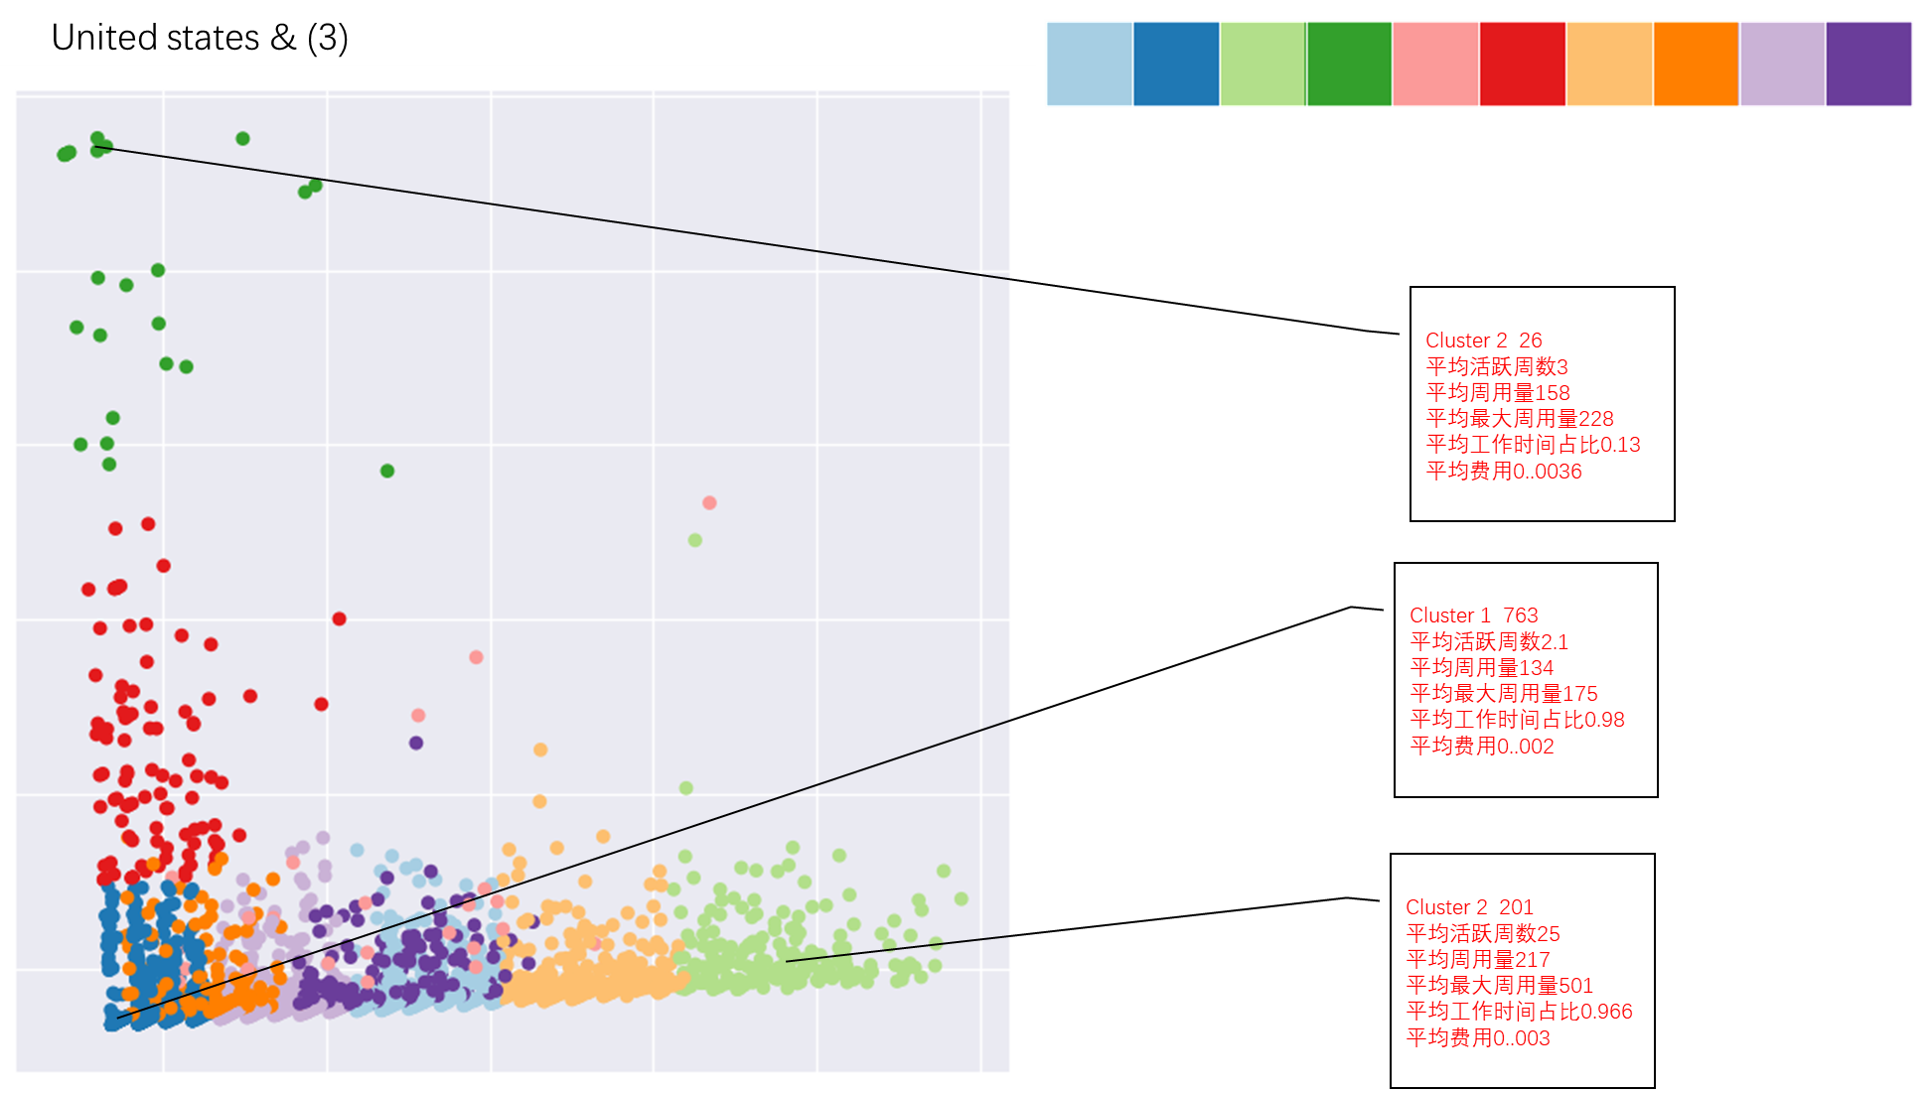 United states & (3)
Cluster 2  26
平均活跃周数3
平均周用量158
平均最大周用量228
平均工作时间占比0.13
平均费用0..0036
Cluster 1  763
平均活跃周数2.1
平均周用量134
平均最大周用量175
平均工作时间占比0.98
平均费用0..002
Cluster 2  201
平均活跃周数25
平均周用量217
平均最大周用量501
平均工作时间占比0.966
平均费用0..003